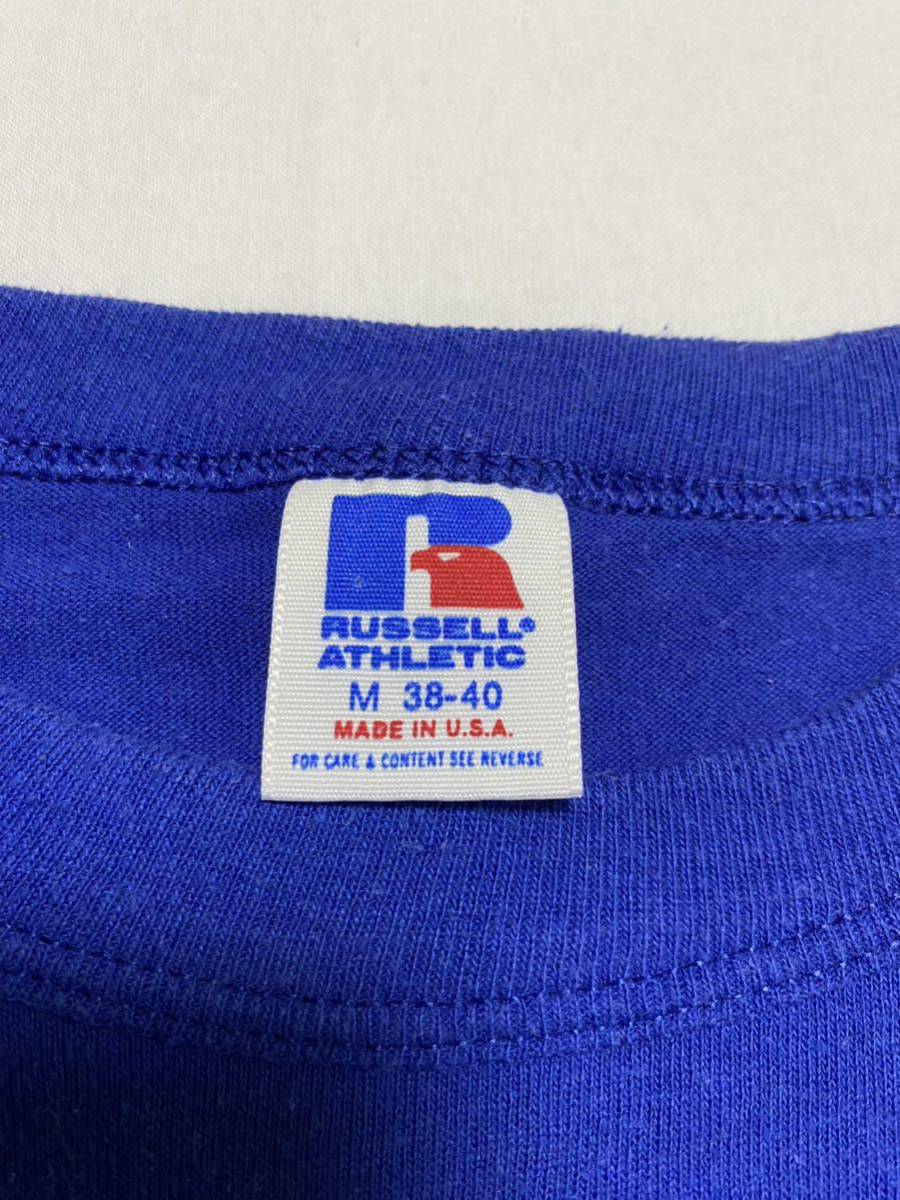 R
RUSSELL®
ATHLETIC
M 38-40
MADE IN U.S.A.
FOR CARE & CONTENT SEE REVERSE